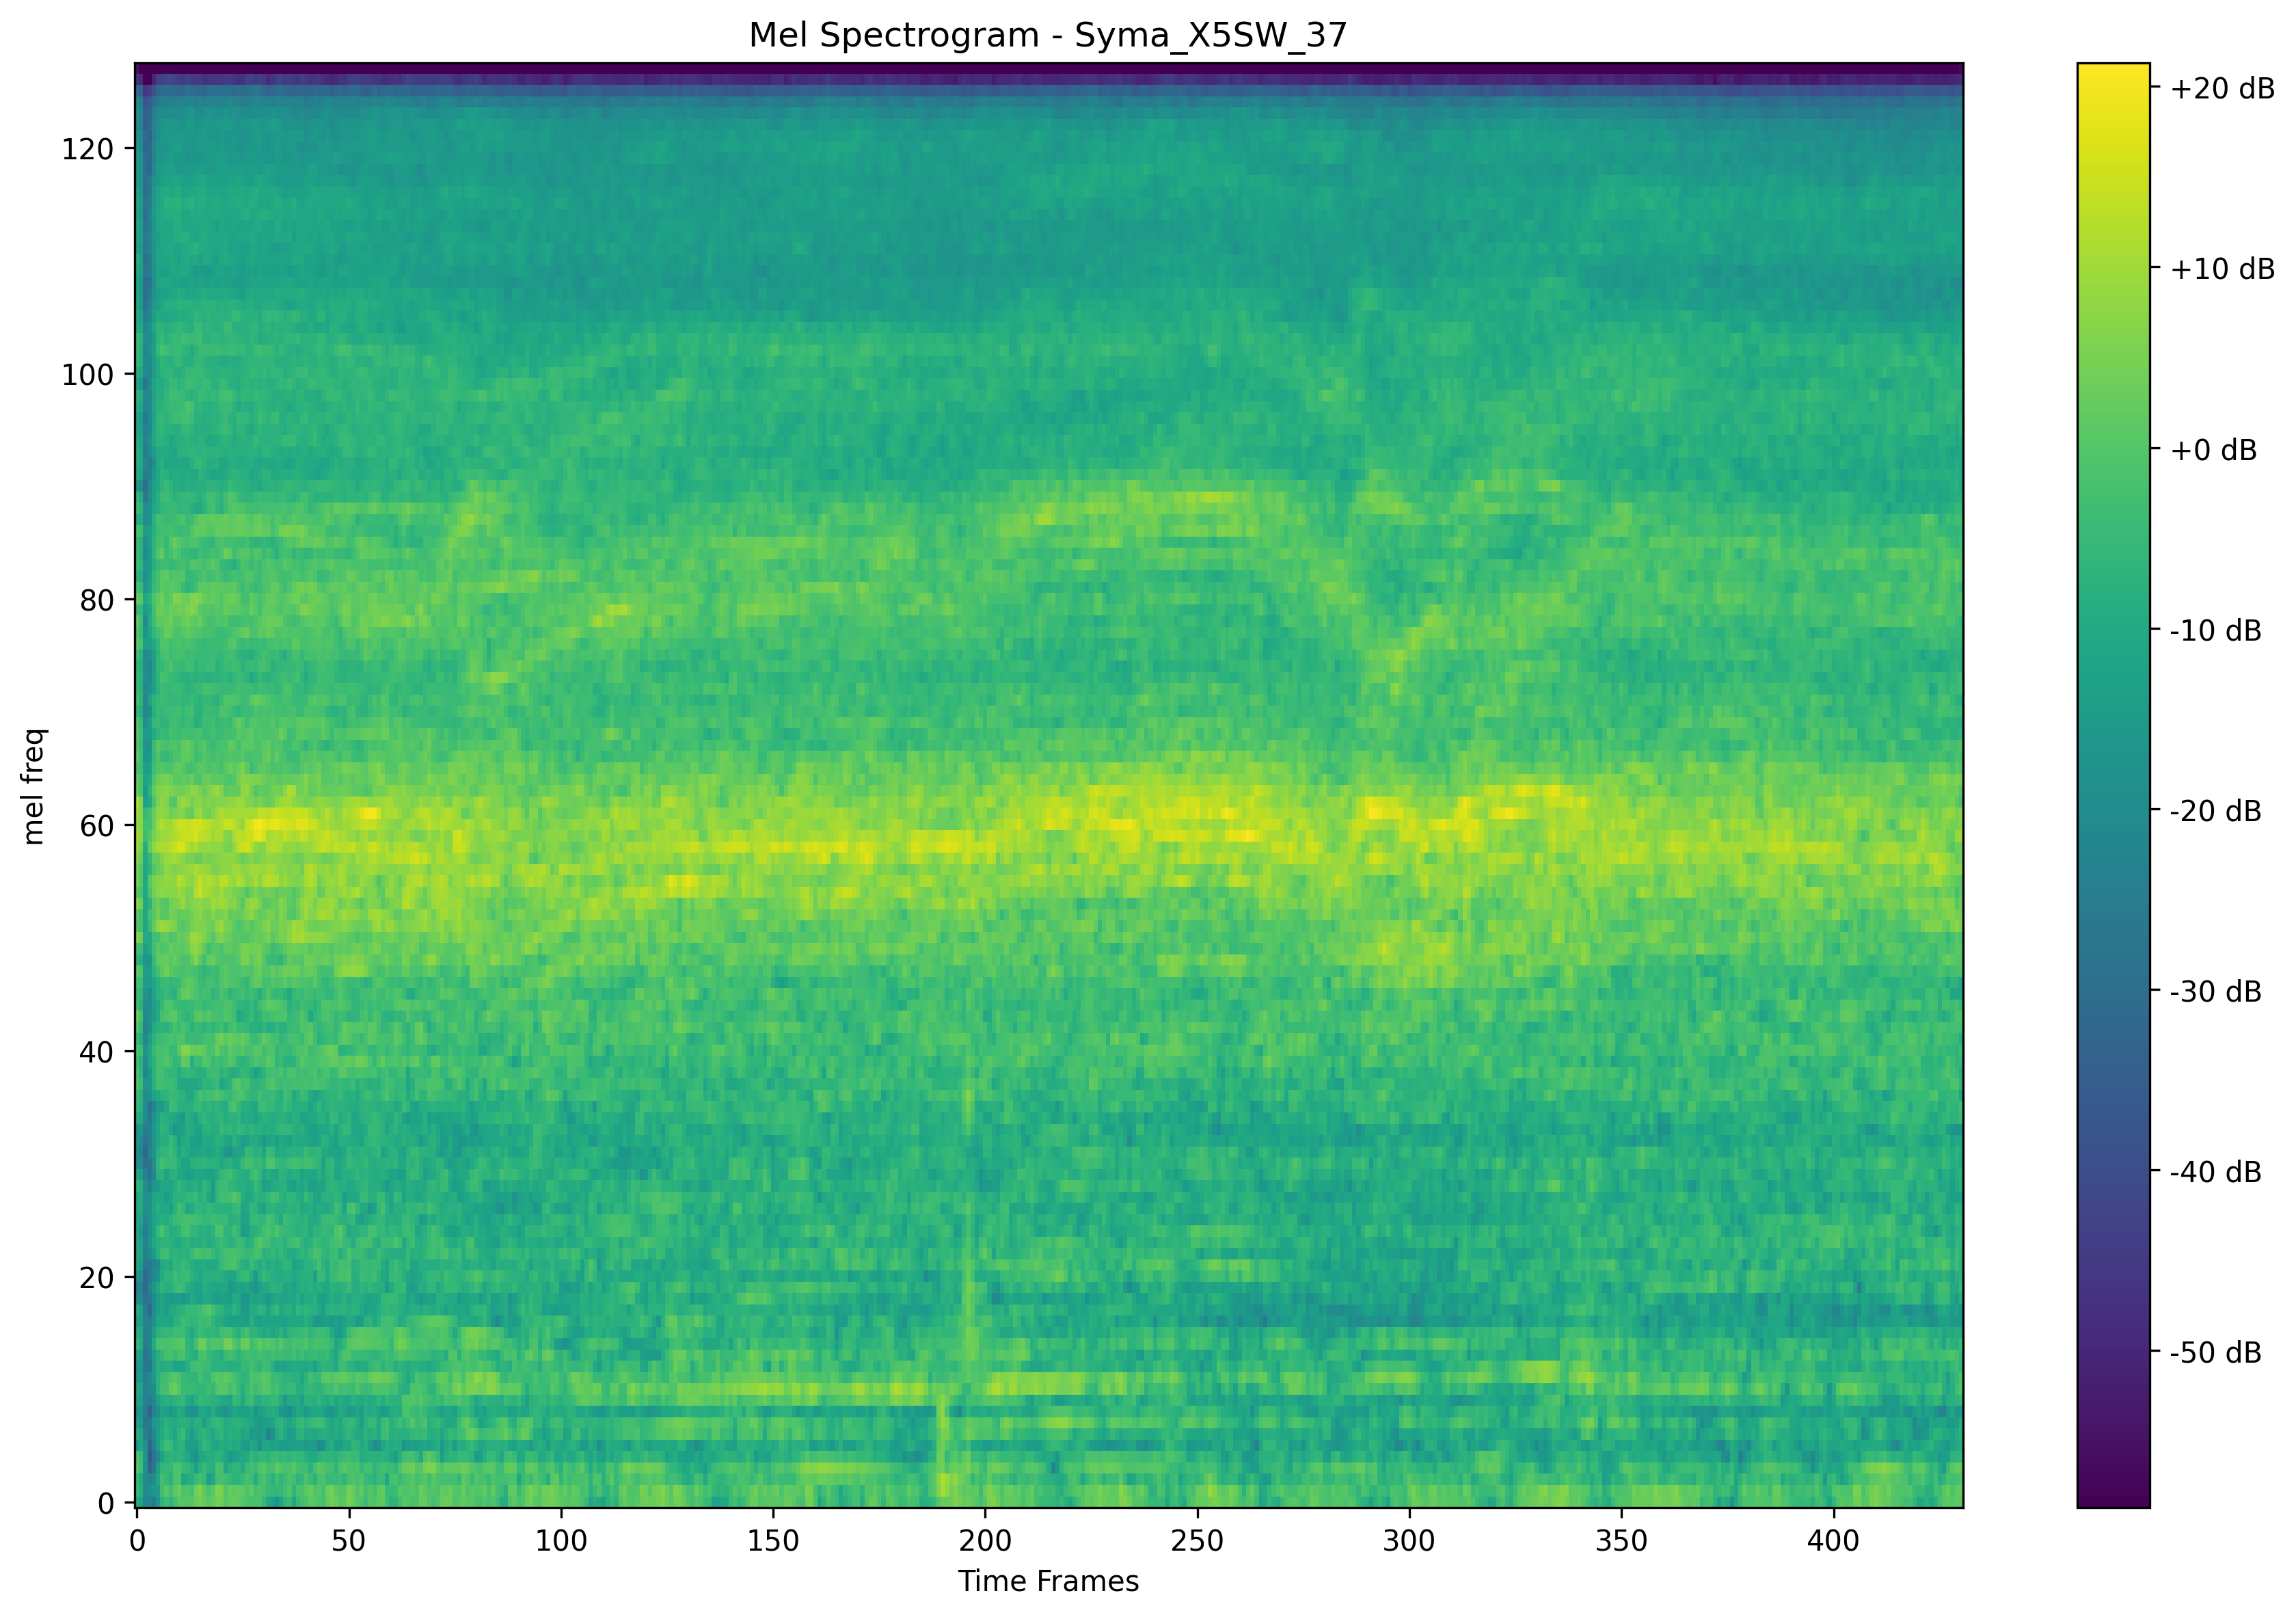 Mel Spectrogram - Syma_X5SW_37
mel freq
120
100
80
60
40
20
0
0 50 100 150 200 250 300 350 400
Time Frames
+20 dB
+10 dB
+0 dB
-10 dB
-20 dB
-30 dB
-40 dB
-50 dB